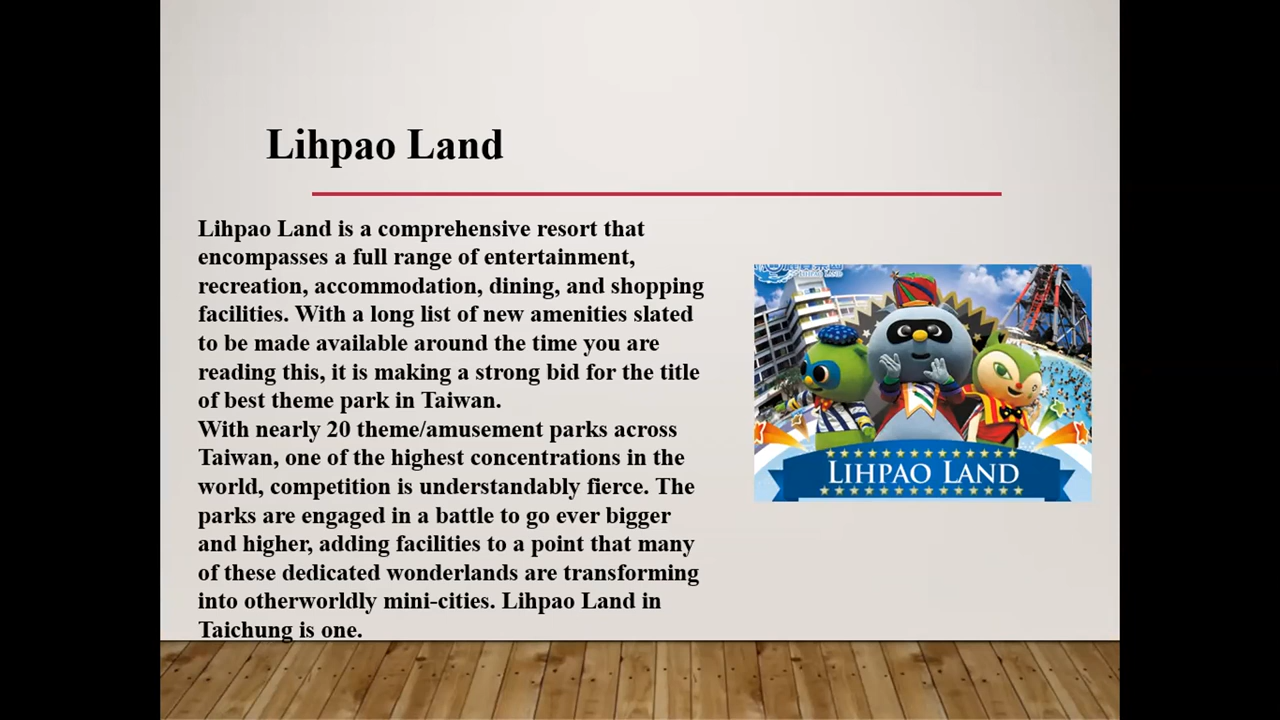 Lihpao Land
Lihpao Land is a comprehensive resort that
encompasses a full range of entertainment,
recreation, accommodation, dining, and shopping
facilities. With a long list of new amenities slated
to be made available around the time you are
reading this, it is making a strong bid for the title
of best theme park in Taiwan.
With nearly 20 theme/amusement parks across
Taiwan, one of the highest concentrations in the
world, competition is understandably fierce. The
parks are engaged in a battle to go ever bigger
and higher, adding facilities to a point that many
of these dedicated wonderlands are transforming
into otherworldly mini-cities. Lihpao Land in
Taichung is one.
LIHPAO LAND